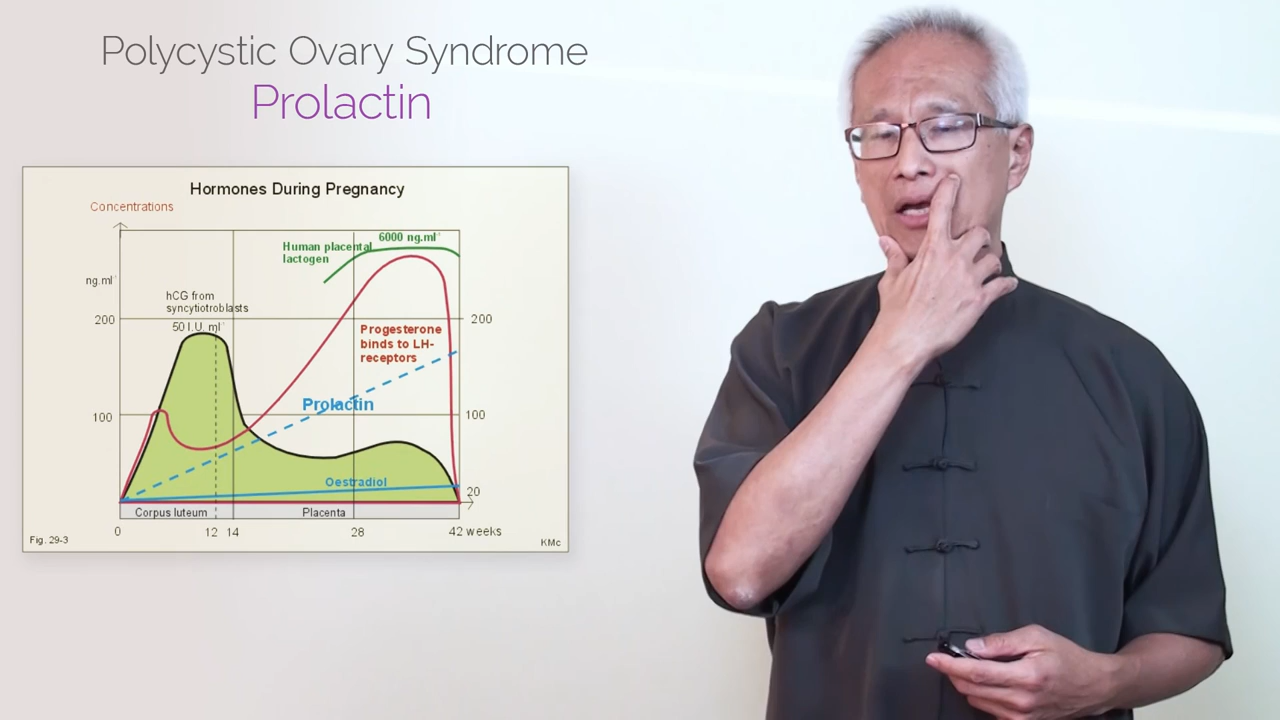 Polycystic Ovary Syndrome
Prolactin
Hormones During Pregnancy
Concentrations
6000 ng.ml⁻
Human placental
lactogen
ng.ml⁻
hCG from
syncytiotroblasts
50 I.U. ml⁻
200
200
Progesterone
binds to LH-
receptors
Prolactin
100
100
Oestradiol
20
Corpus luteum
Placenta
0
12
14
28
42 weeks
Fig. 29-3
KMc